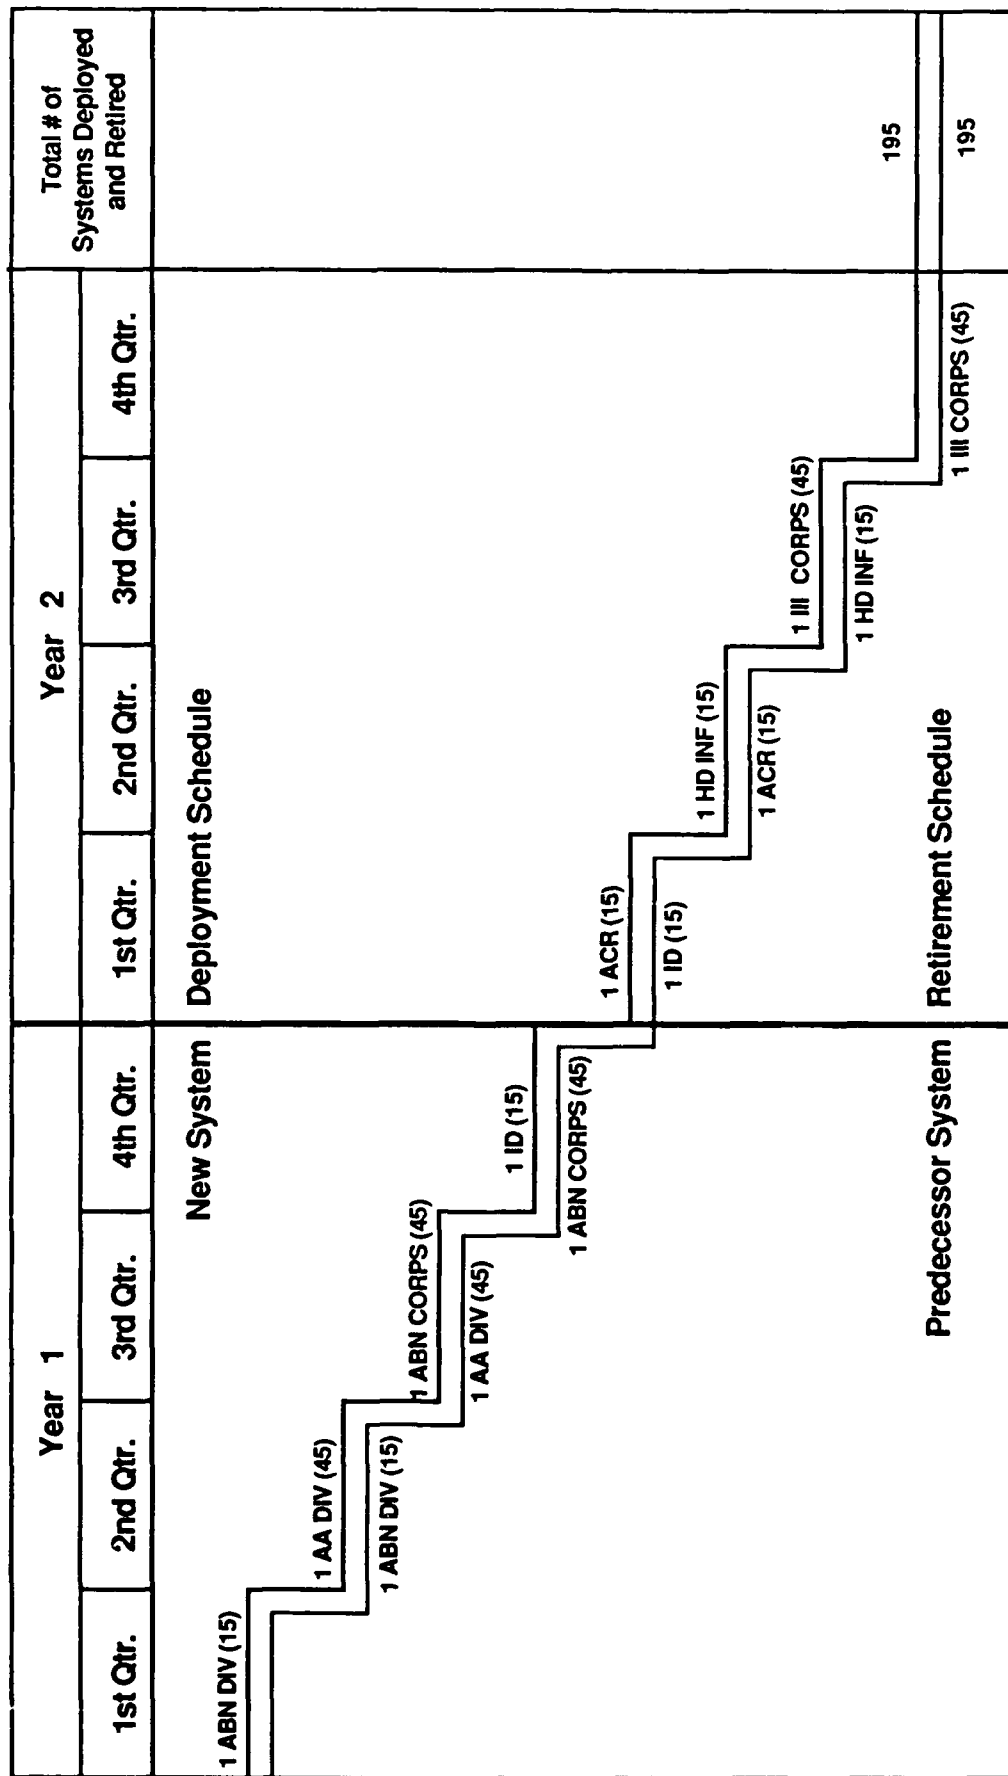 Year 1
Year 2
Total # of
Systems Deployed
and Retired
1st Qtr.
2nd Qtr.
3rd Qtr.
4th Qtr.
1st Qtr.
2nd Qtr.
3rd Qtr.
4th Qtr.
New System Deployment Schedule
1 ABN DIV (15)
1 AA DIV (45)
1 ABN DIV (15)
1 ABN CORPS (45)
1 AA DIV (45)
1 ID (15)
1 ABN CORPS (45)
1 ACR (15)
1 ID (15)
1 HD INF (15)
1 ACR (15)
1 III CORPS (45)
1 HD INF (15)
195
Predecessor System Retirement Schedule
1 III CORPS (45)
195